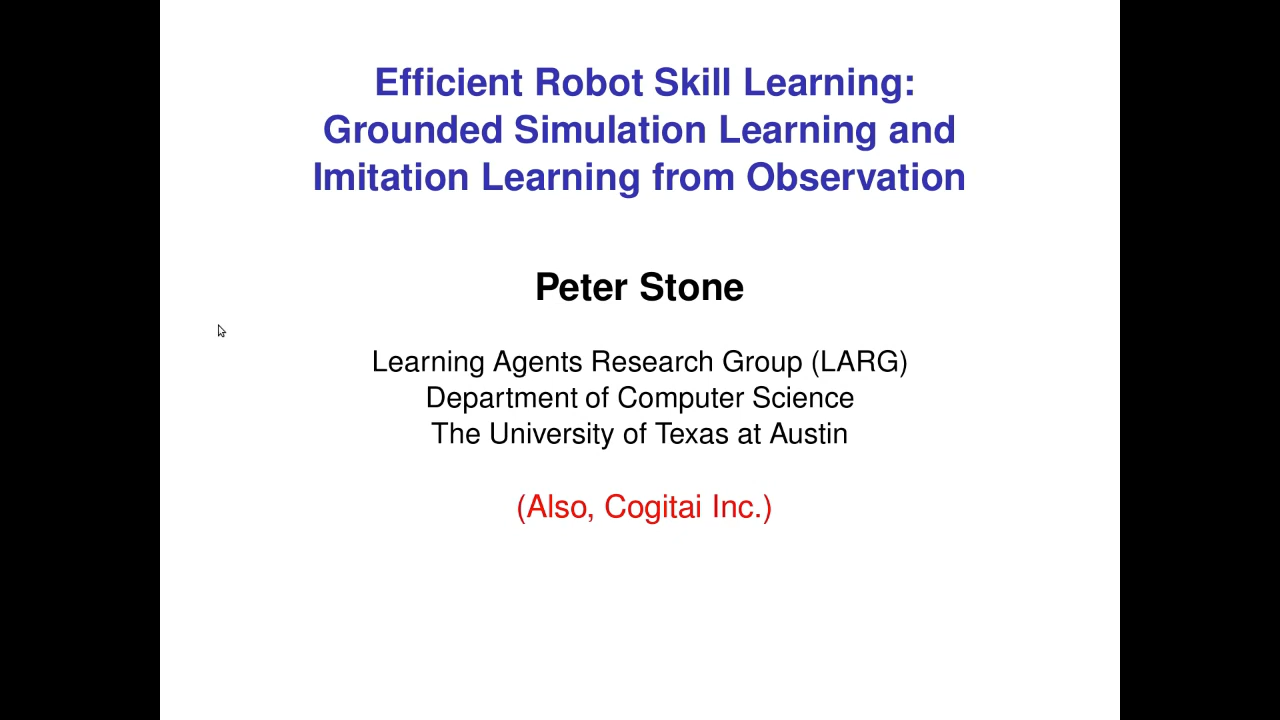 Efficient Robot Skill Learning:
Grounded Simulation Learning and
Imitation Learning from Observation
Peter Stone
Learning Agents Research Group (LARG)
Department of Computer Science
The University of Texas at Austin
(Also, Cogitai Inc.)